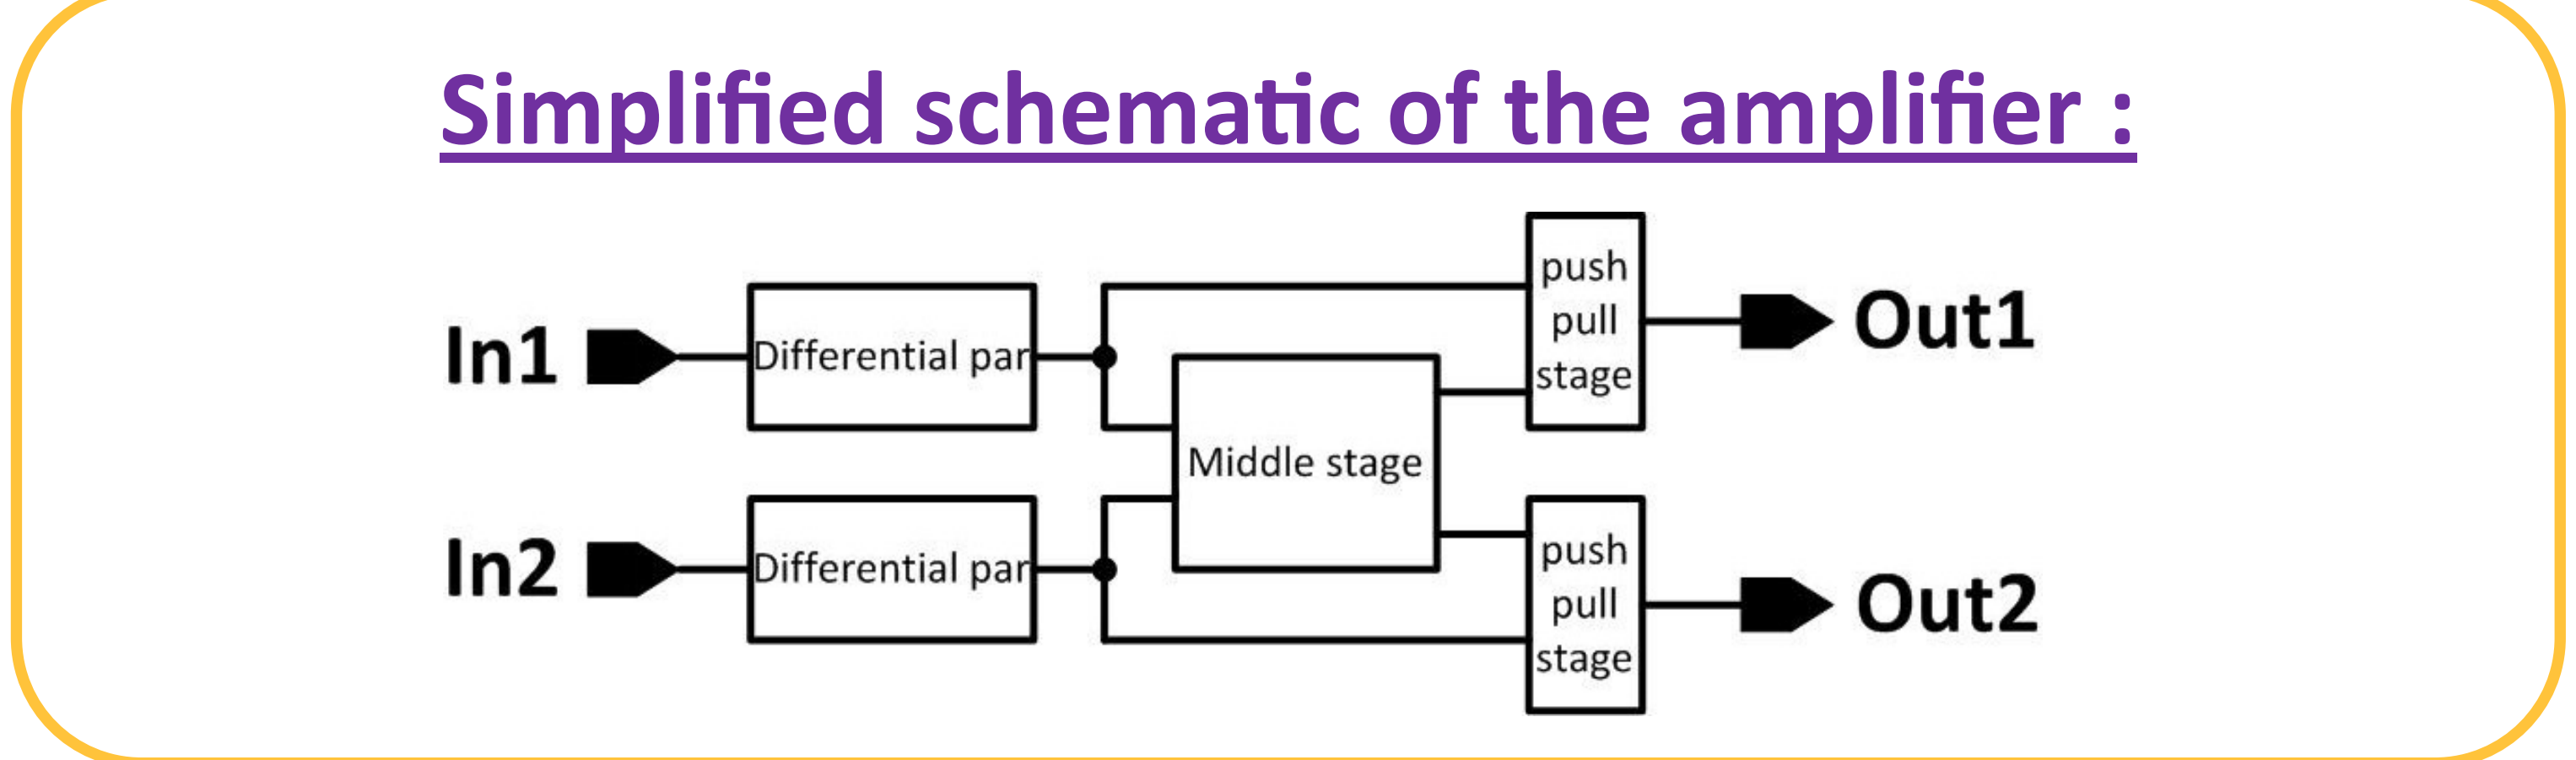 Simplified schematic of the amplifier :
In1
Differential par
push
pull
stage
Out1
Middle stage
In2
Differential par
push
pull
stage
Out2